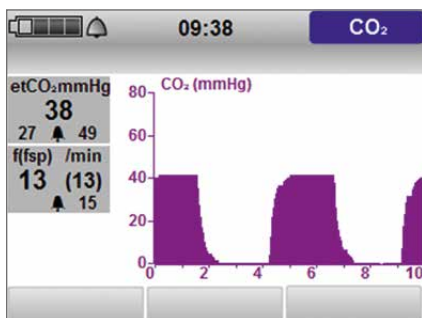 09:38
CO₂
etCO₂mmHg
38
27 49
f(fsp) /min
13 (13)
15
CO₂ (mmHg)
80
60
40
20
0
0 2 4 6 8 10